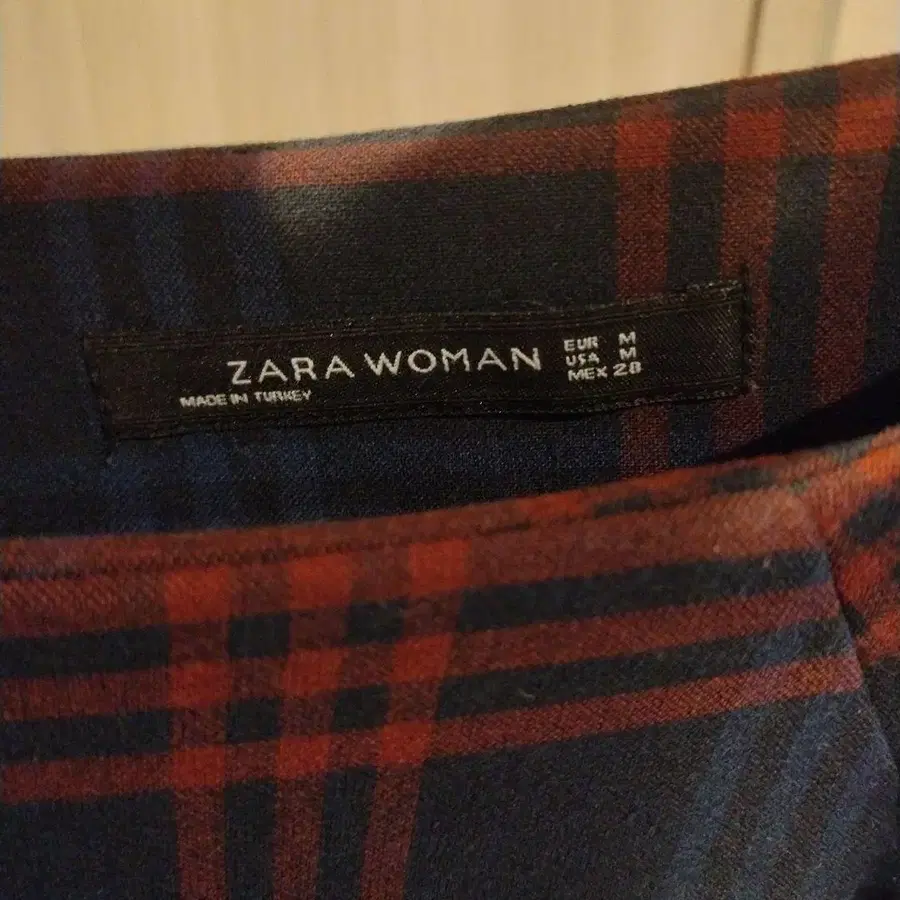 ZARA WOMAN
MADE IN TURKEY
EUR M
USA M
MEX 28